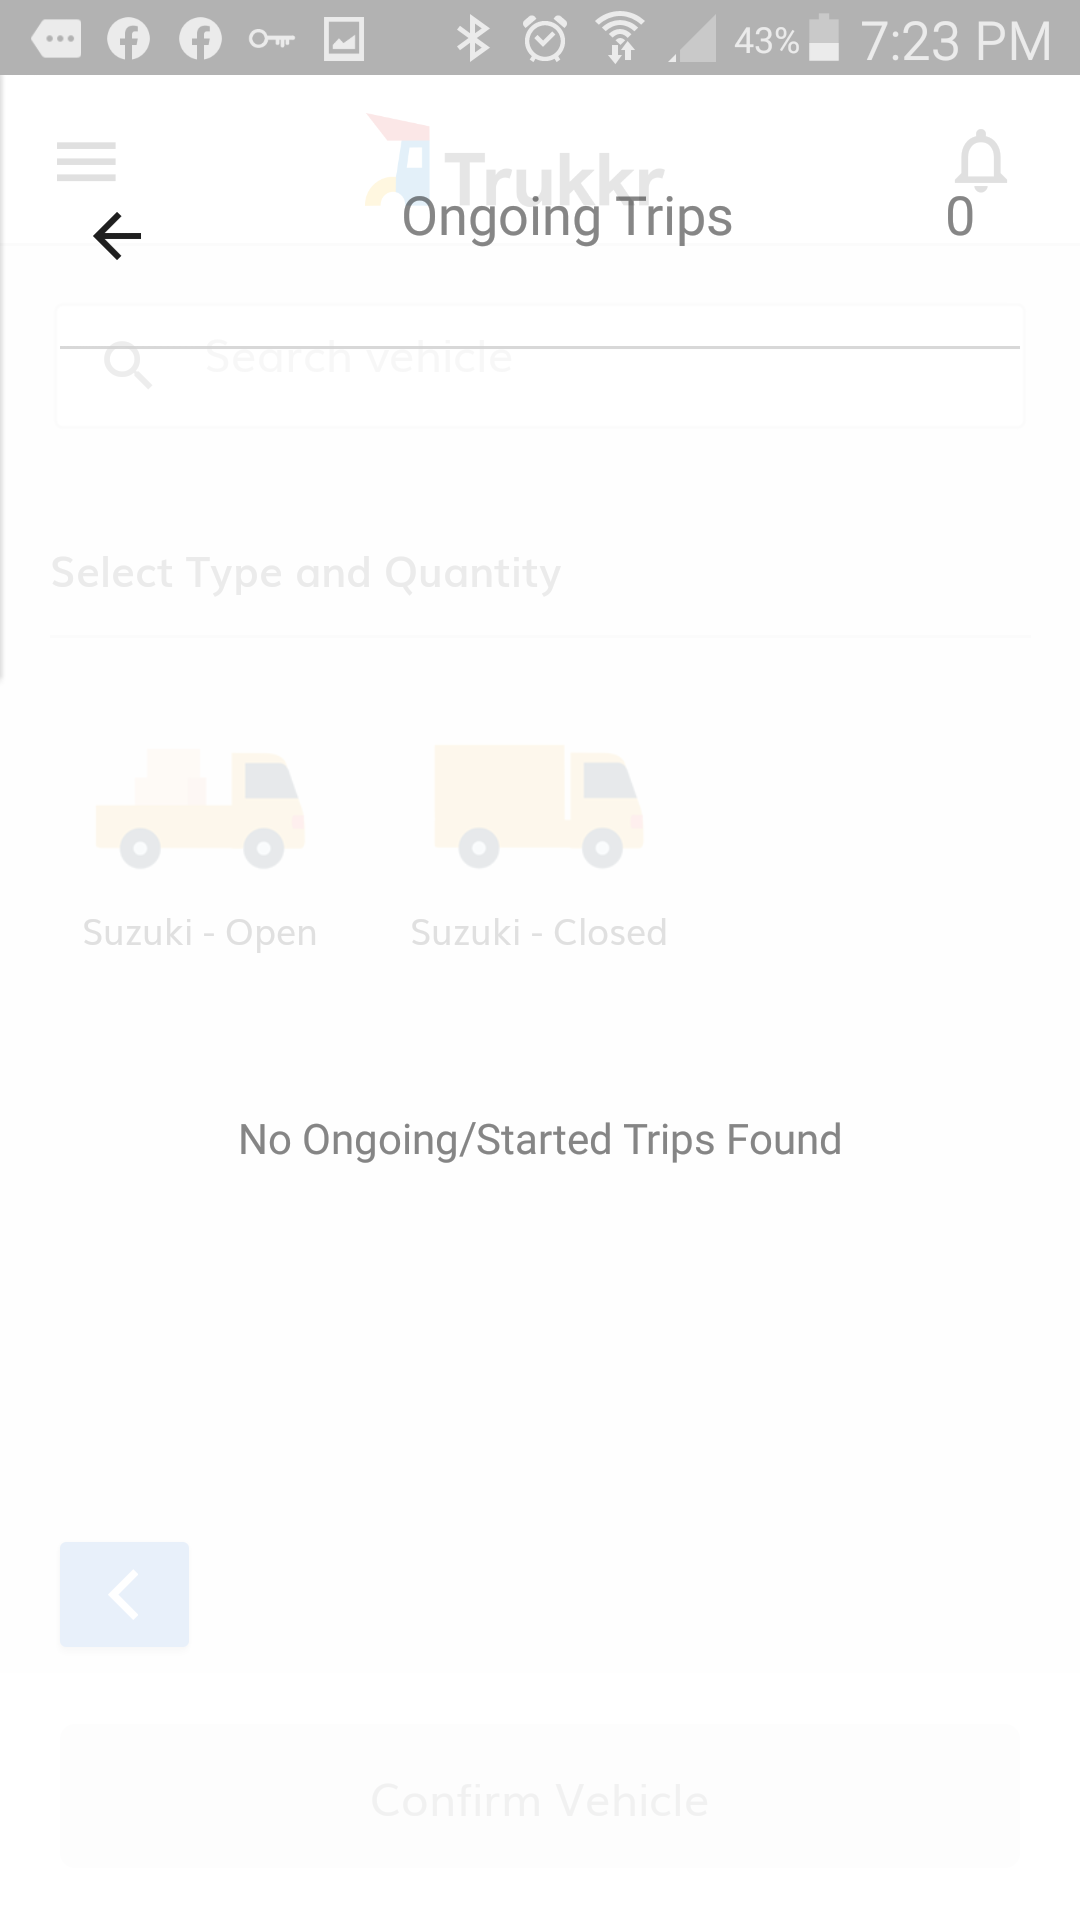 43% 7:23 PM
Trukkr
Ongoing Trips 0
Search vehicle
Select Type and Quantity
Suzuki - Open Suzuki - Closed
No Ongoing/Started Trips Found
Confirm Vehicle